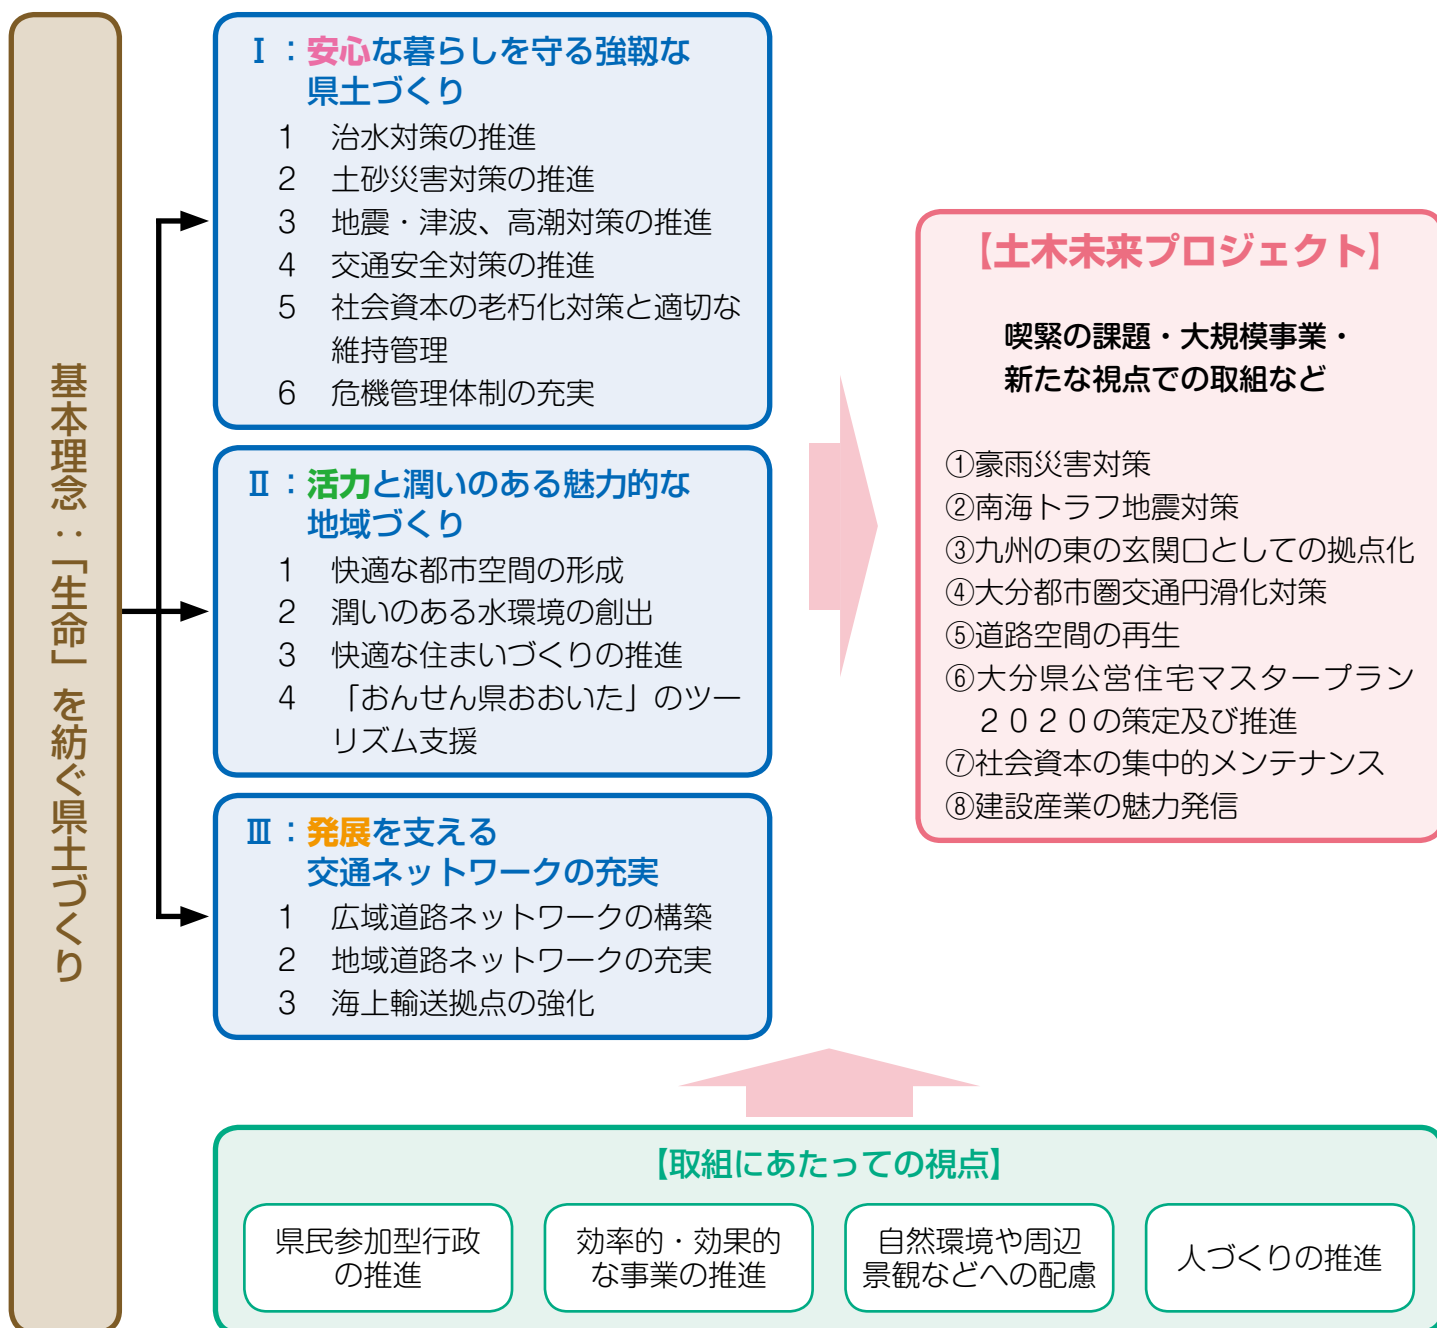 基本理念：「生命」を紡ぐ県土づくり
Ⅰ：安心な暮らしを守る強靱な
県土づくり
1 治水対策の推進
2 土砂災害対策の推進
3 地震・津波、高潮対策の推進
4 交通安全対策の推進
5 社会資本の老朽化対策と適切な
維持管理
6 危機管理体制の充実
Ⅱ：活力と潤いのある魅力的な
地域づくり
1 快適な都市空間の形成
2 潤いのある水環境の創出
3 快適な住まいづくりの推進
4 「おんせん県おおいた」のツー
リズム支援
Ⅲ：発展を支える
交通ネットワークの充実
1 広域道路ネットワークの構築
2 地域道路ネットワークの充実
3 海上輸送拠点の強化
【土木未来プロジェクト】
喫緊の課題・大規模事業・
新たな視点での取組など
①豪雨災害対策
②南海トラフ地震対策
③九州の東の玄関口としての拠点化
④大分都市圏交通円滑化対策
⑤道路空間の再生
⑥大分県公営住宅マスタープラン
２０２０の策定及び推進
⑦社会資本の集中的メンテナンス
⑧建設産業の魅力発信
【取組にあたっての視点】
県民参加型行政
の推進
効率的・効果的
な事業の推進
自然環境や周辺
景観などへの配慮
人づくりの推進